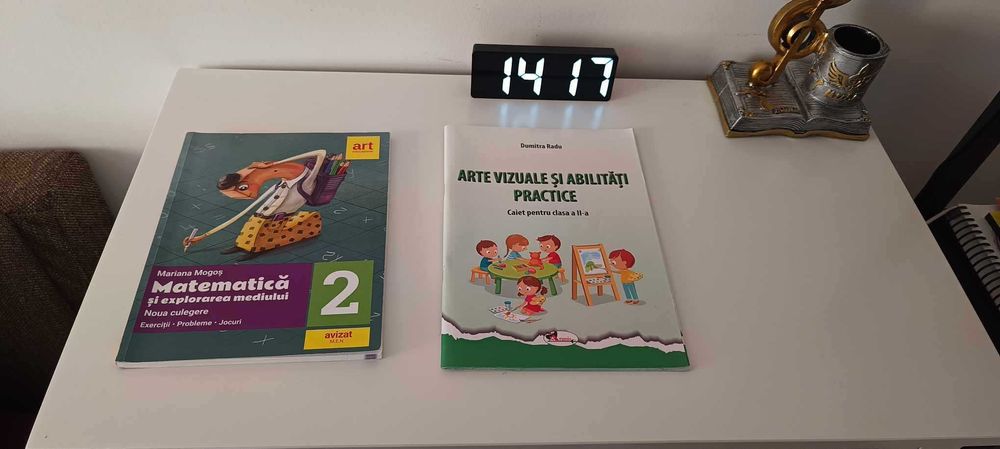 14 17
art
Mariana Mogoș
Matematică
și explorarea mediului
Noua culegere
Exerciții • Probleme • Jocuri
2
avizat
M.E.N.
Dumitra Radu
ARTE VIZUALE ȘI ABILITĂȚI
PRACTICE
Caiet pentru clasa a II-a